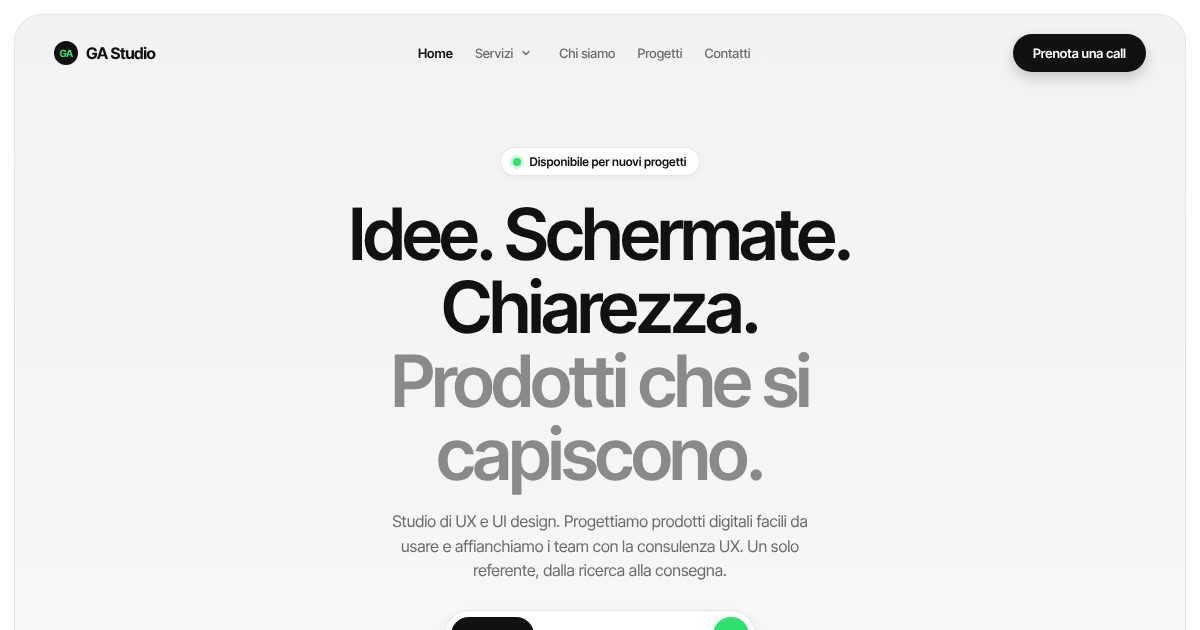 GA GA Studio
Home Servizi Chi siamo Progetti Contatti
Prenota una call
Disponibile per nuovi progetti
Idee. Schermate.
Chiarezza.
Prodotti che si
capiscono.
Studio di UX e UI design. Progettiamo prodotti digitali facili da
usare e affianchiamo i team con la consulenza UX. Un solo
referente, dalla ricerca alla consegna.